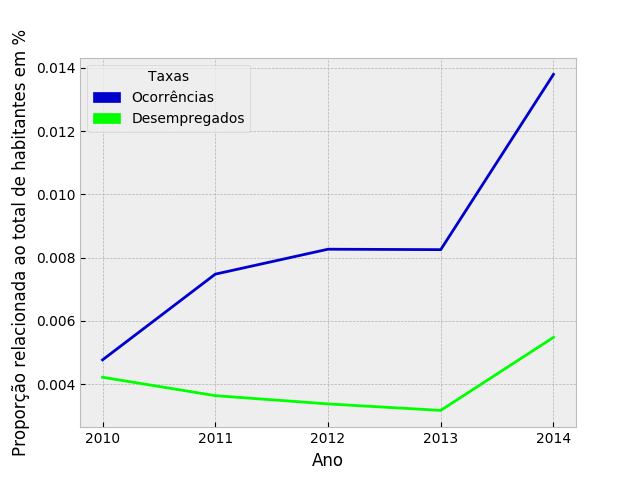 Proporção relacionada ao total de habitantes em %
0.014
0.012
0.010
0.008
0.006
0.004
Taxas
Ocorrências
Desempregados
2010 2011 2012 2013 2014
Ano